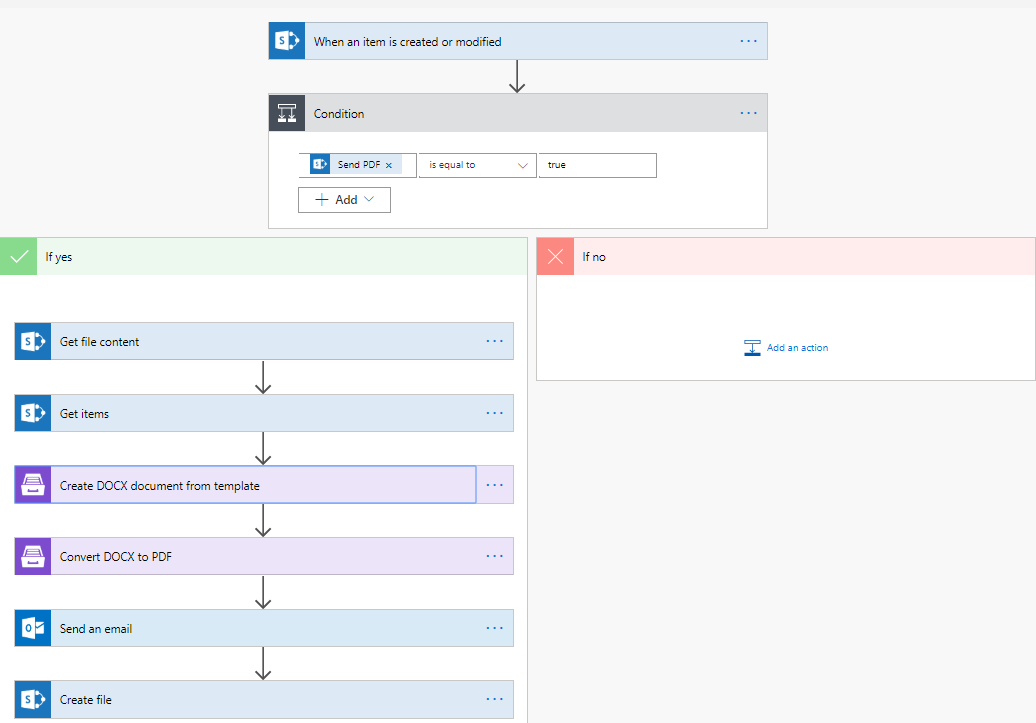 When an item is created or modified
Condition
Send PDF
is equal to
true
Add
If yes
If no
Get file content
Add an action
Get items
Create DOCX document from template
Convert DOCX to PDF
Send an email
Create file